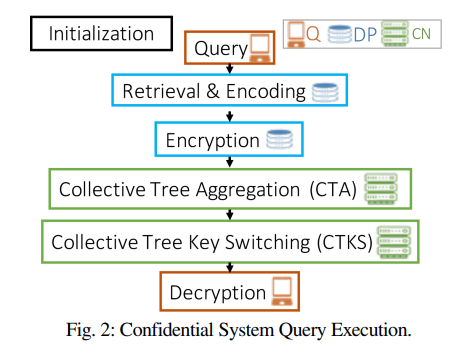 Initialization
Q DP CN
Query
Retrieval & Encoding
Encryption
Collective Tree Aggregation (CTA)
Collective Tree Key Switching (CTKS)
Decryption
Fig. 2: Confidential System Query Execution.